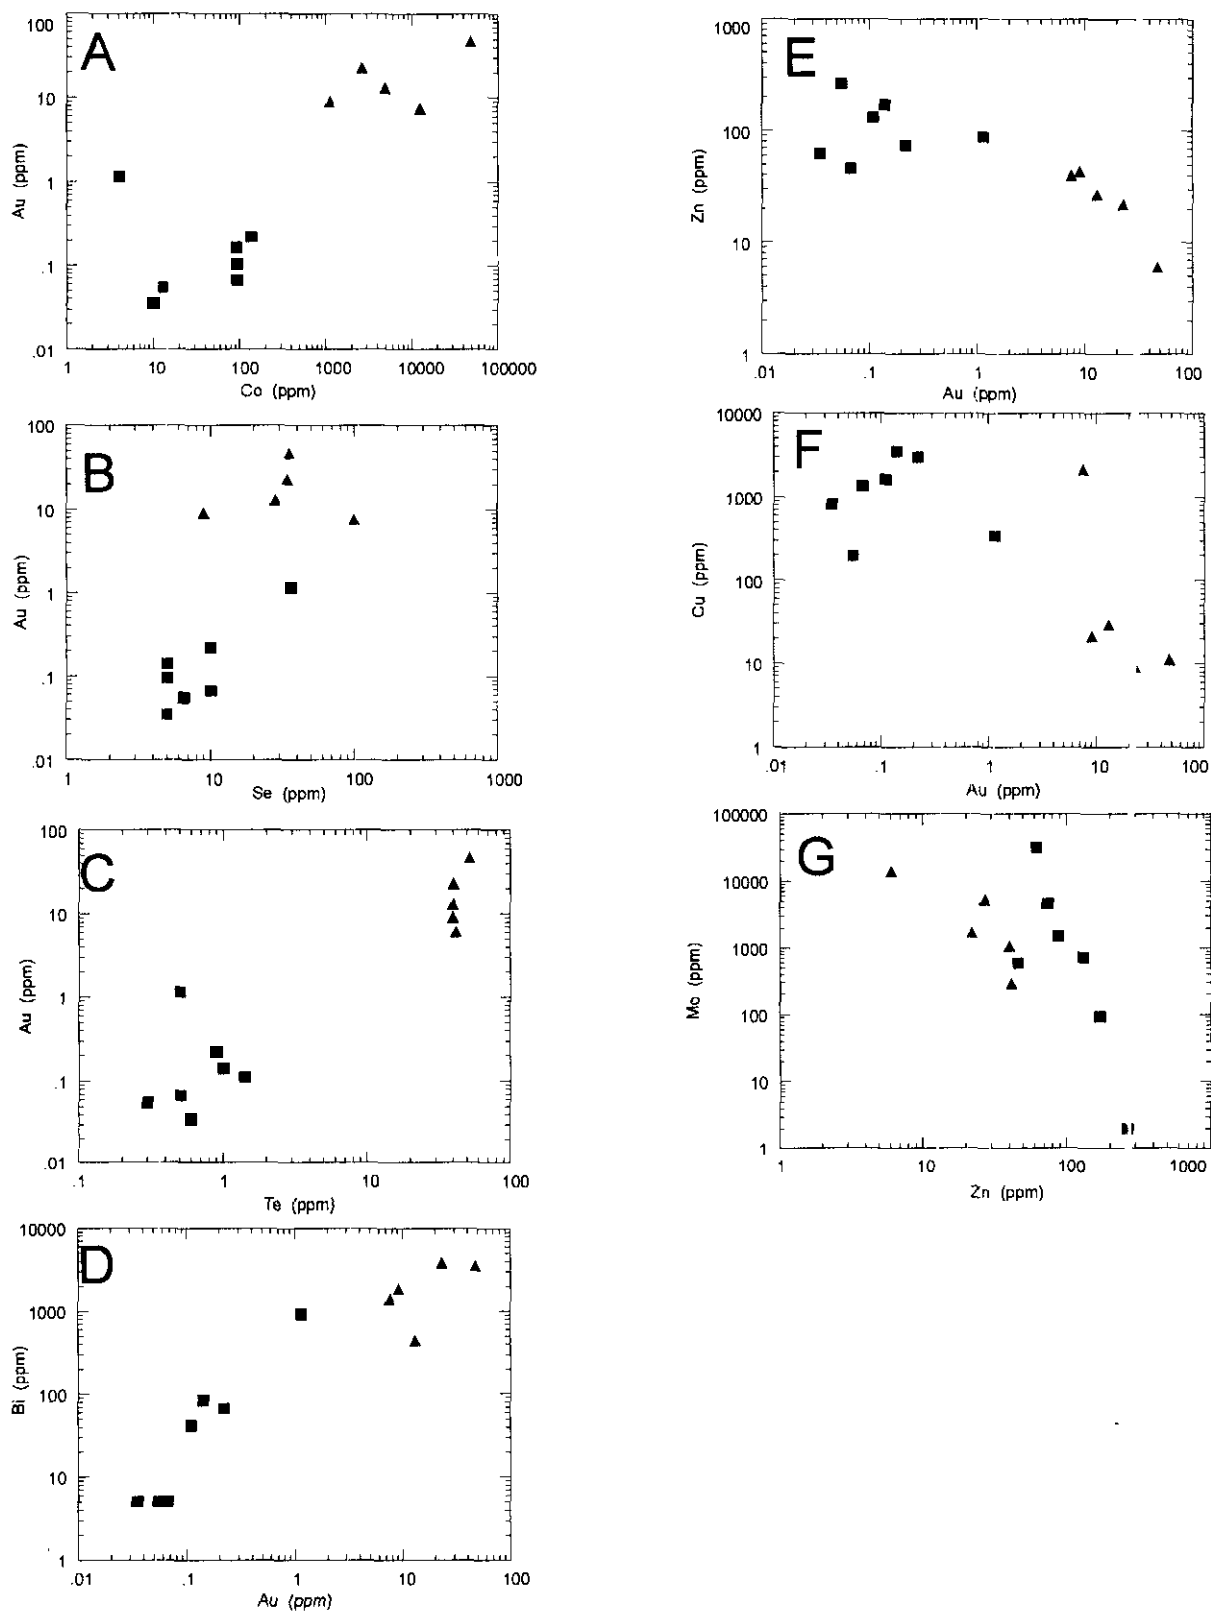 A
100
10
1
.1
.01
Au (ppm)
1 10 100 1000 10000 100000
Co (ppm)
B
100
10
1
.1
.01
Au (ppm)
1 10 100 1000
Se (ppm)
C
100
10
1
.1
.01
Au (ppm)
.1 1 10 100
Te (ppm)
D
10000
1000
100
10
1
Bi (ppm)
.01 .1 1 10 100
Au (ppm)
E
1000
100
10
1
Zn (ppm)
.01 .1 1 10 100
Au (ppm)
F
10000
1000
100
10
1
Cu (ppm)
.01 .1 1 10 100
Au (ppm)
G
100000
10000
1000
100
10
1
Mo (ppm)
1 10 100 1000
Zn (ppm)